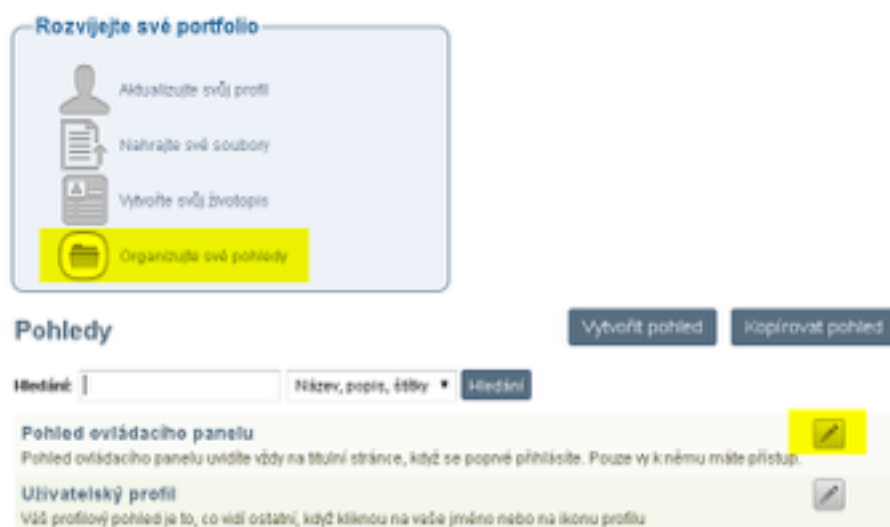 Rozvíjejte své portfolio
Aktualizujte svůj profil
Nahrajte své soubory
Vytvořte svůj životopis
Organizujte své pohledy
Pohledy
Vytvořit pohled
Kopírovat pohled
Hledání:
Název, popis, štítky
Hledání
Pohled ovládacího panelu
Pohled ovládacího panelu uvidíte vždy na titulní stránce, když se poprvé přihlásíte. Pouze vy k němu máte přístup.
Uživatelský profil
Váš profilový pohled je to, co vidí ostatní, když kliknou na vaše jméno nebo na ikonu profilu